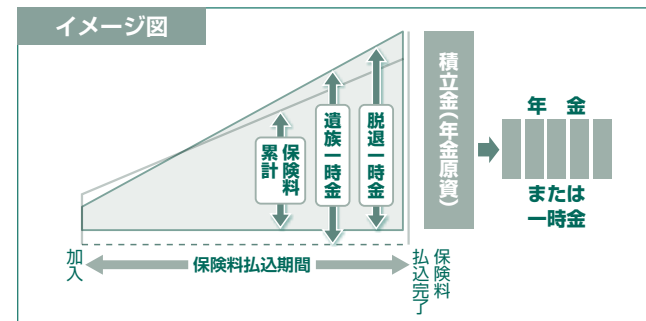 イメージ図
保険料
累計
遺族一時金
脱退一時金
積立金(年金原資)
年 金
または
一時金
加入
保険料払込期間
保険料
払込完了